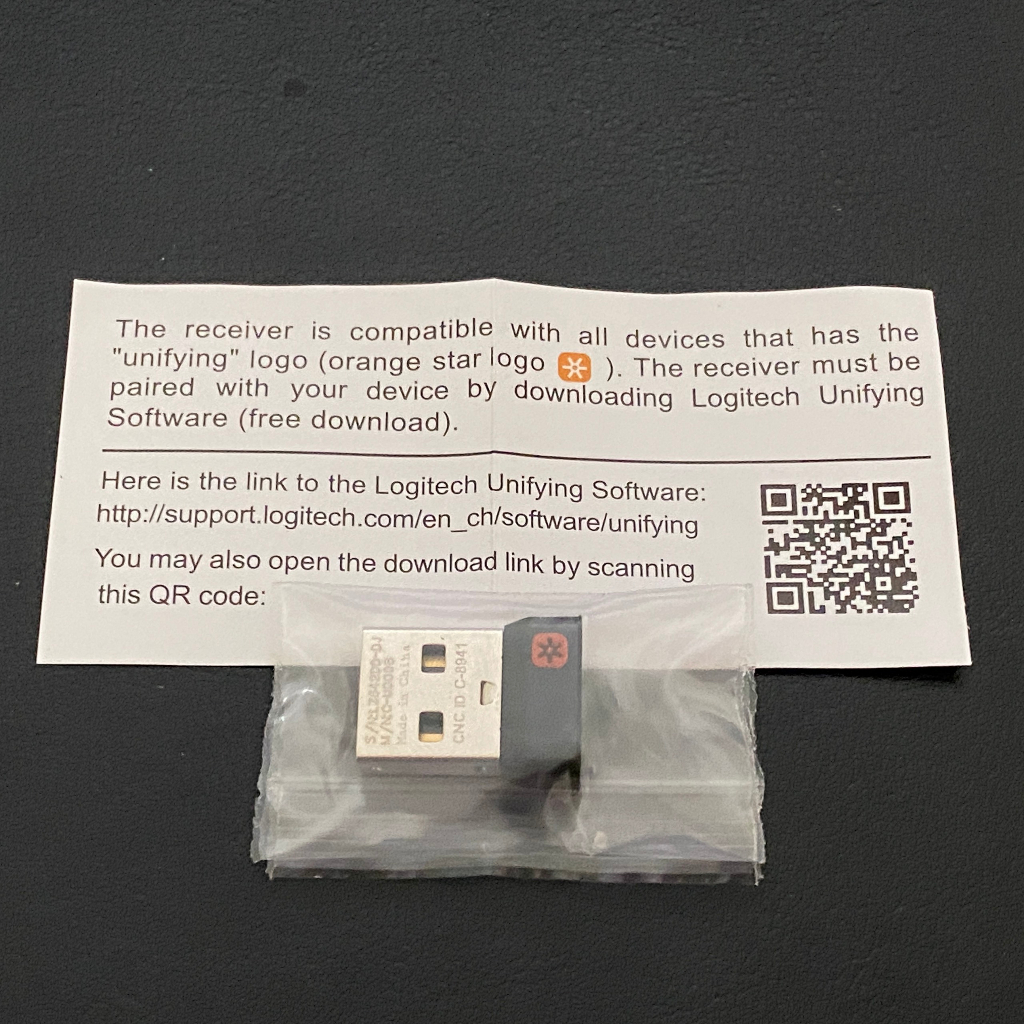 The receiver is compatible with all devices that has the
"unifying" logo (orange star logo ). The receiver must be
paired with your device by downloading Logitech Unifying
Software (free download).
Here is the link to the Logitech Unifying Software:
http://support.logitech.com/en_ch/software/unifying
You may also open the download link by scanning
this QR code:
Made in China
CNC ID: C-8941